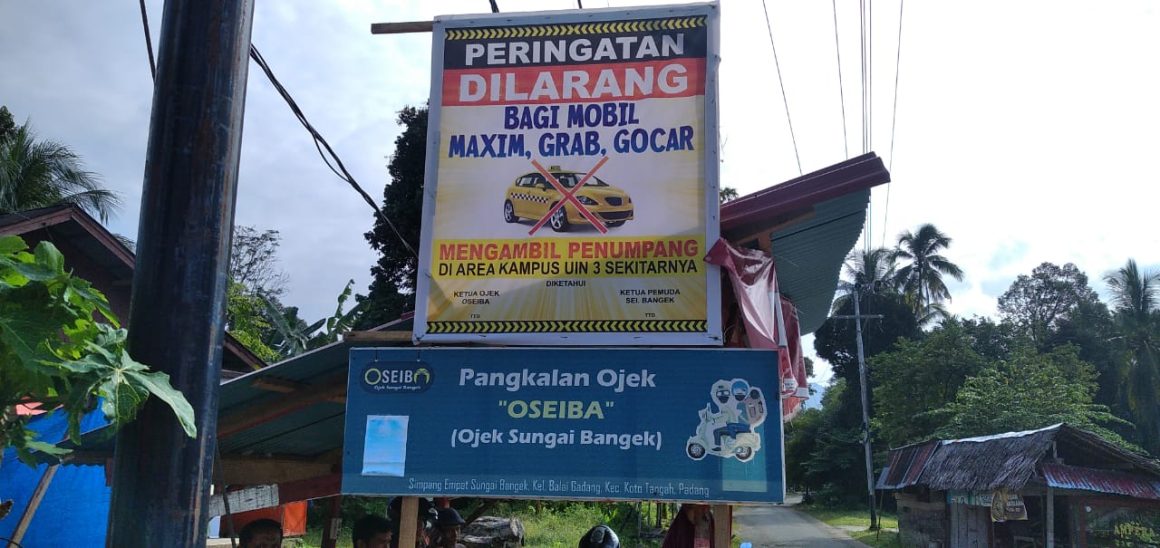 PERINGATAN
DILARANG
BAGI MOBIL
MAXIM, GRAB, GOCAR
MENGAMBIL PENUMPANG
DI AREA KAMPUS UIN 3 SEKITARNYA
DIKETAHUI
KETUA OJEK
OSEIBA
KETUA PEMUDA
SEI. BANGEK
TTD.
TTD.
OSEIBA
Ojek Sungai Bangek
Pangkalan Ojek
"OSEIBA"
(Ojek Sungai Bangek)
Simpang Empat Sungai Bangek, Kel. Balai Gadang, Kec. Koto Tangah, Padang